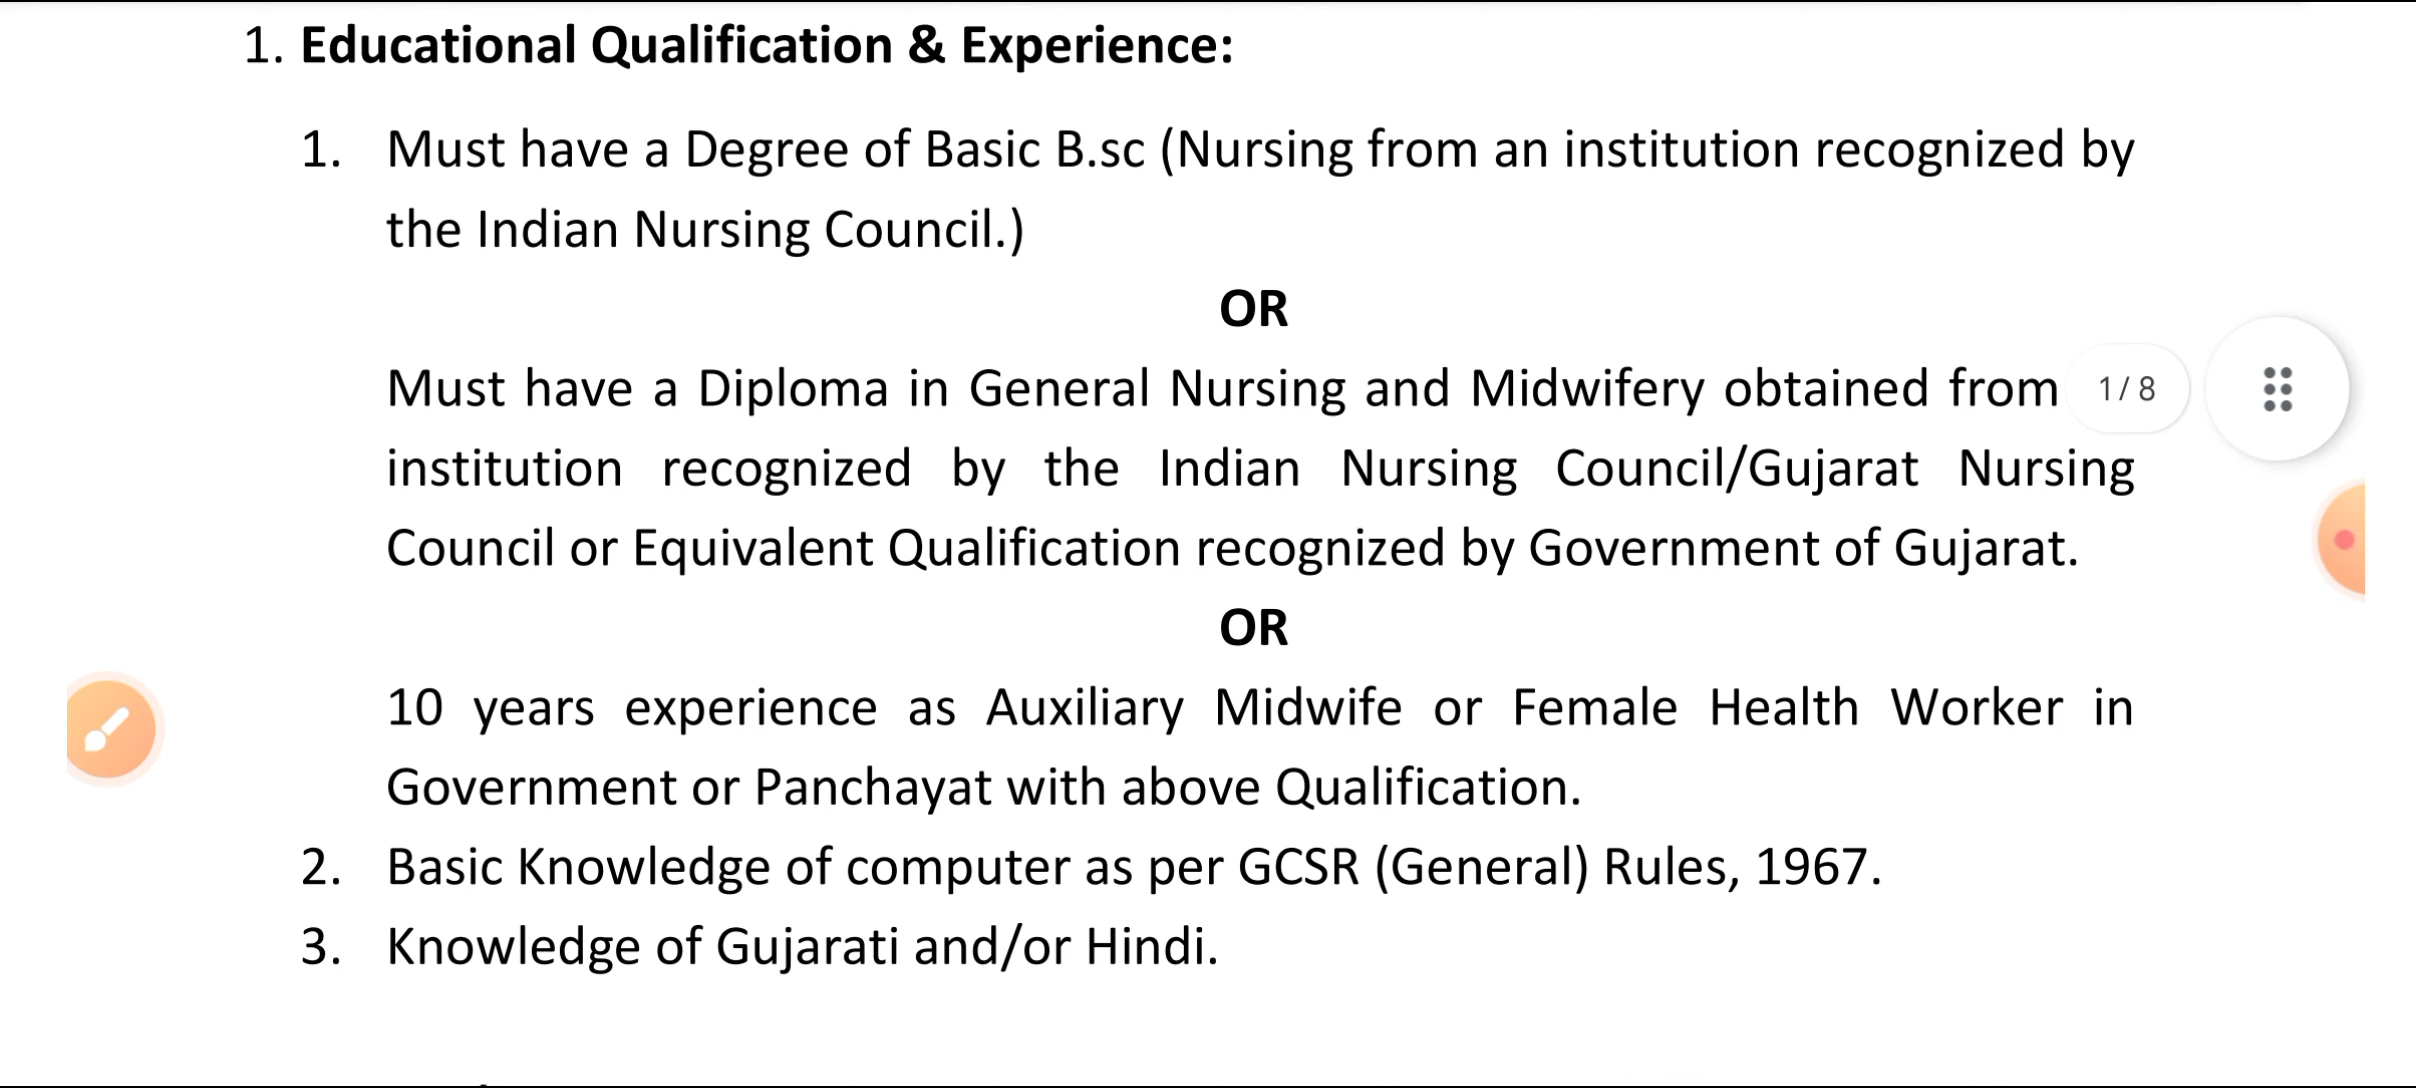 1. Educational Qualification & Experience:
1. Must have a Degree of Basic B.sc (Nursing from an institution recognized by
the Indian Nursing Council.)
OR
Must have a Diploma in General Nursing and Midwifery obtained from
1/8
institution recognized by the Indian Nursing Council/Gujarat Nursing
Council or Equivalent Qualification recognized by Government of Gujarat.
OR
10 years experience as Auxiliary Midwife or Female Health Worker in
Government or Panchayat with above Qualification.
2. Basic Knowledge of computer as per GCSR (General) Rules, 1967.
3. Knowledge of Gujarati and/or Hindi.